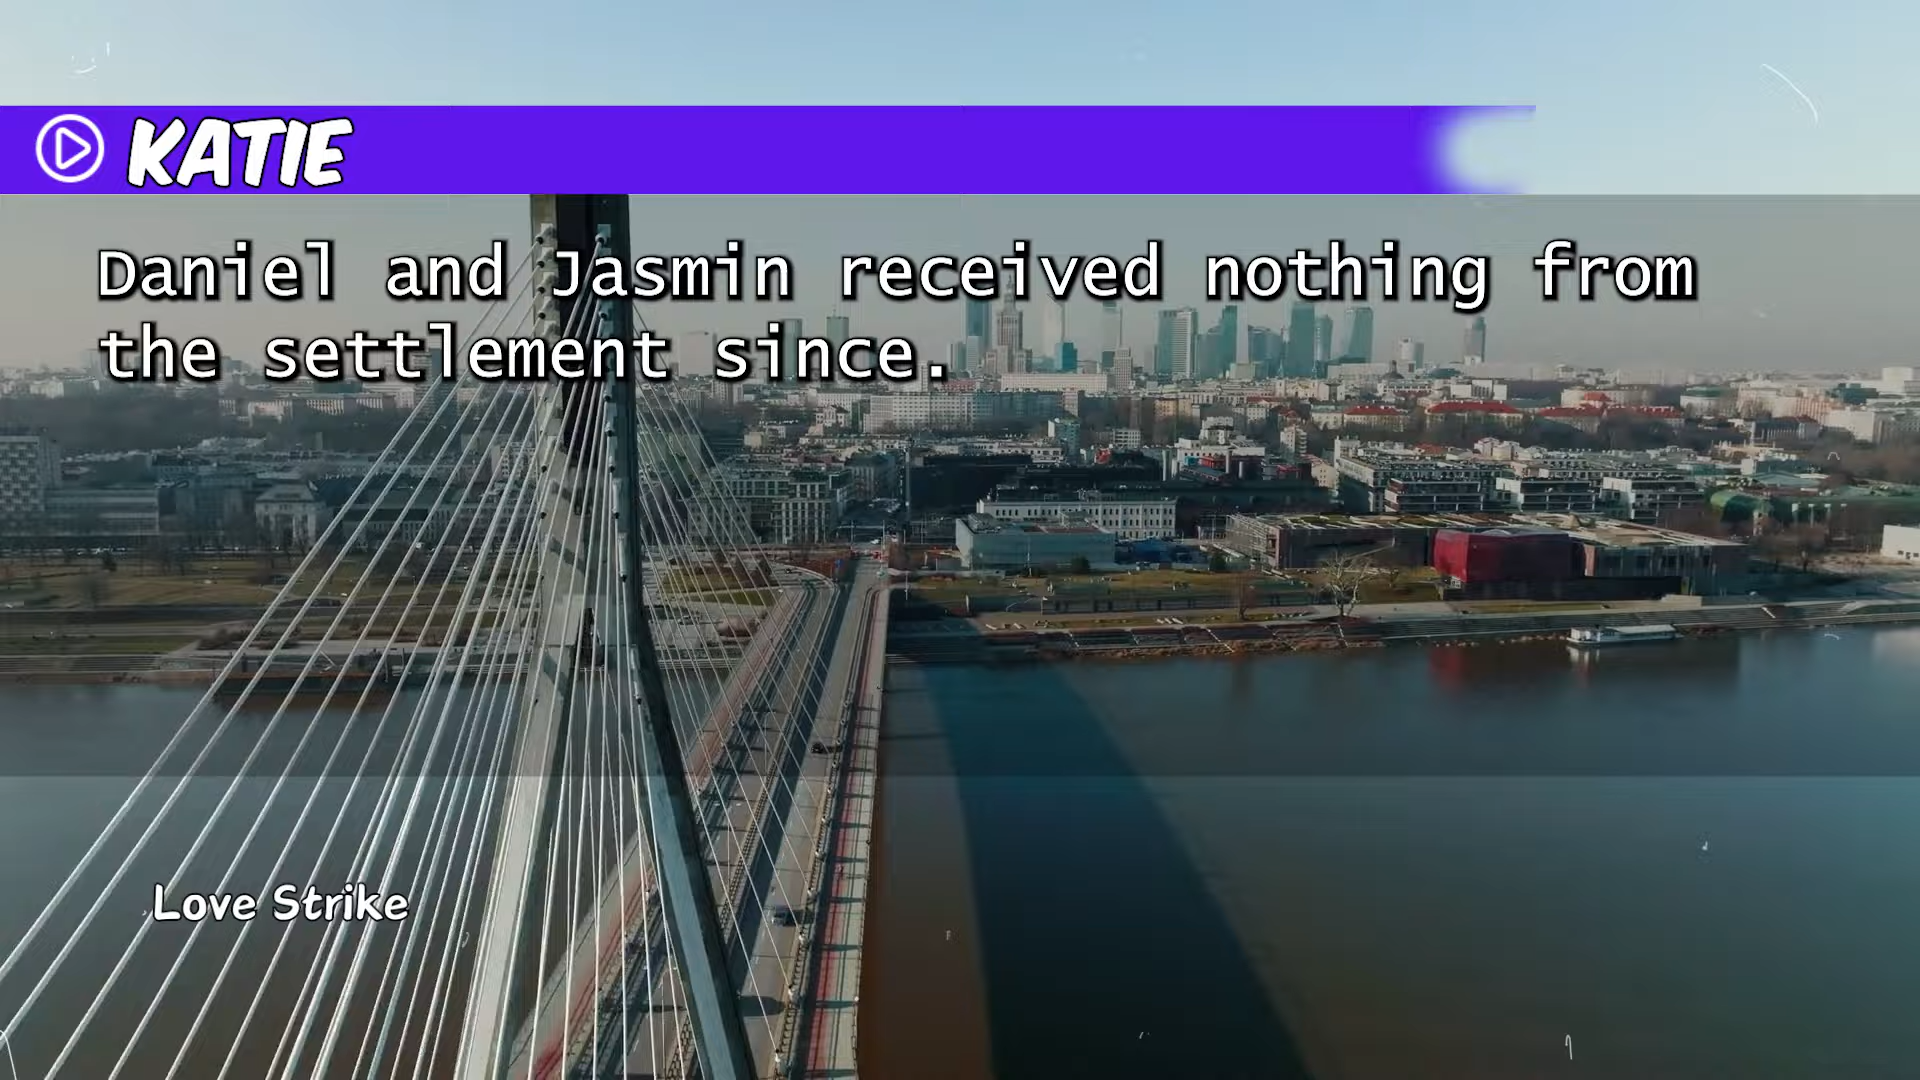 KATIE
Daniel and Jasmin received nothing from
the settlement since.
Love Strike